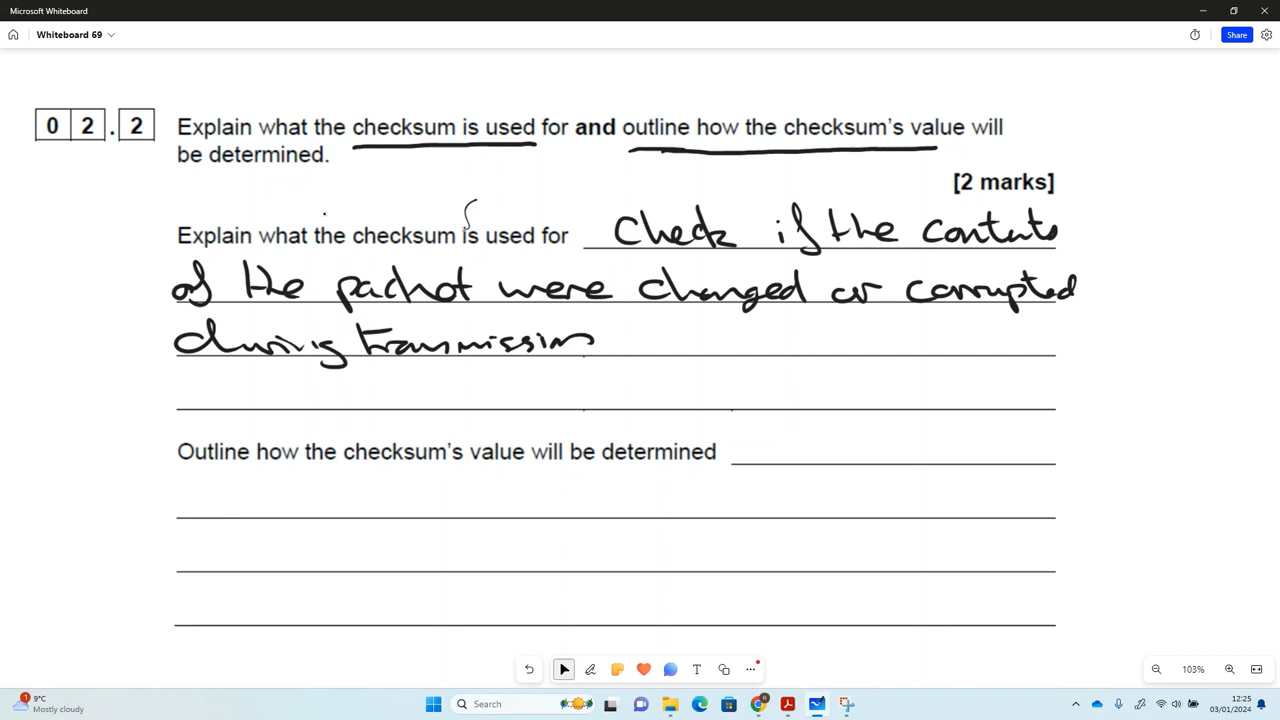 Microsoft Whiteboard
Whiteboard 69
Share
0 2 . 2 Explain what the checksum is used for and outline how the checksum's value will
be determined.
[2 marks]
Explain what the checksum is used for Check if the contents
of the packet were changed or corrupted
during transmission
Outline how the checksum's value will be determined
T
103%
1
9°C
Mostly cloudy
Search
R
12:25
03/01/2024